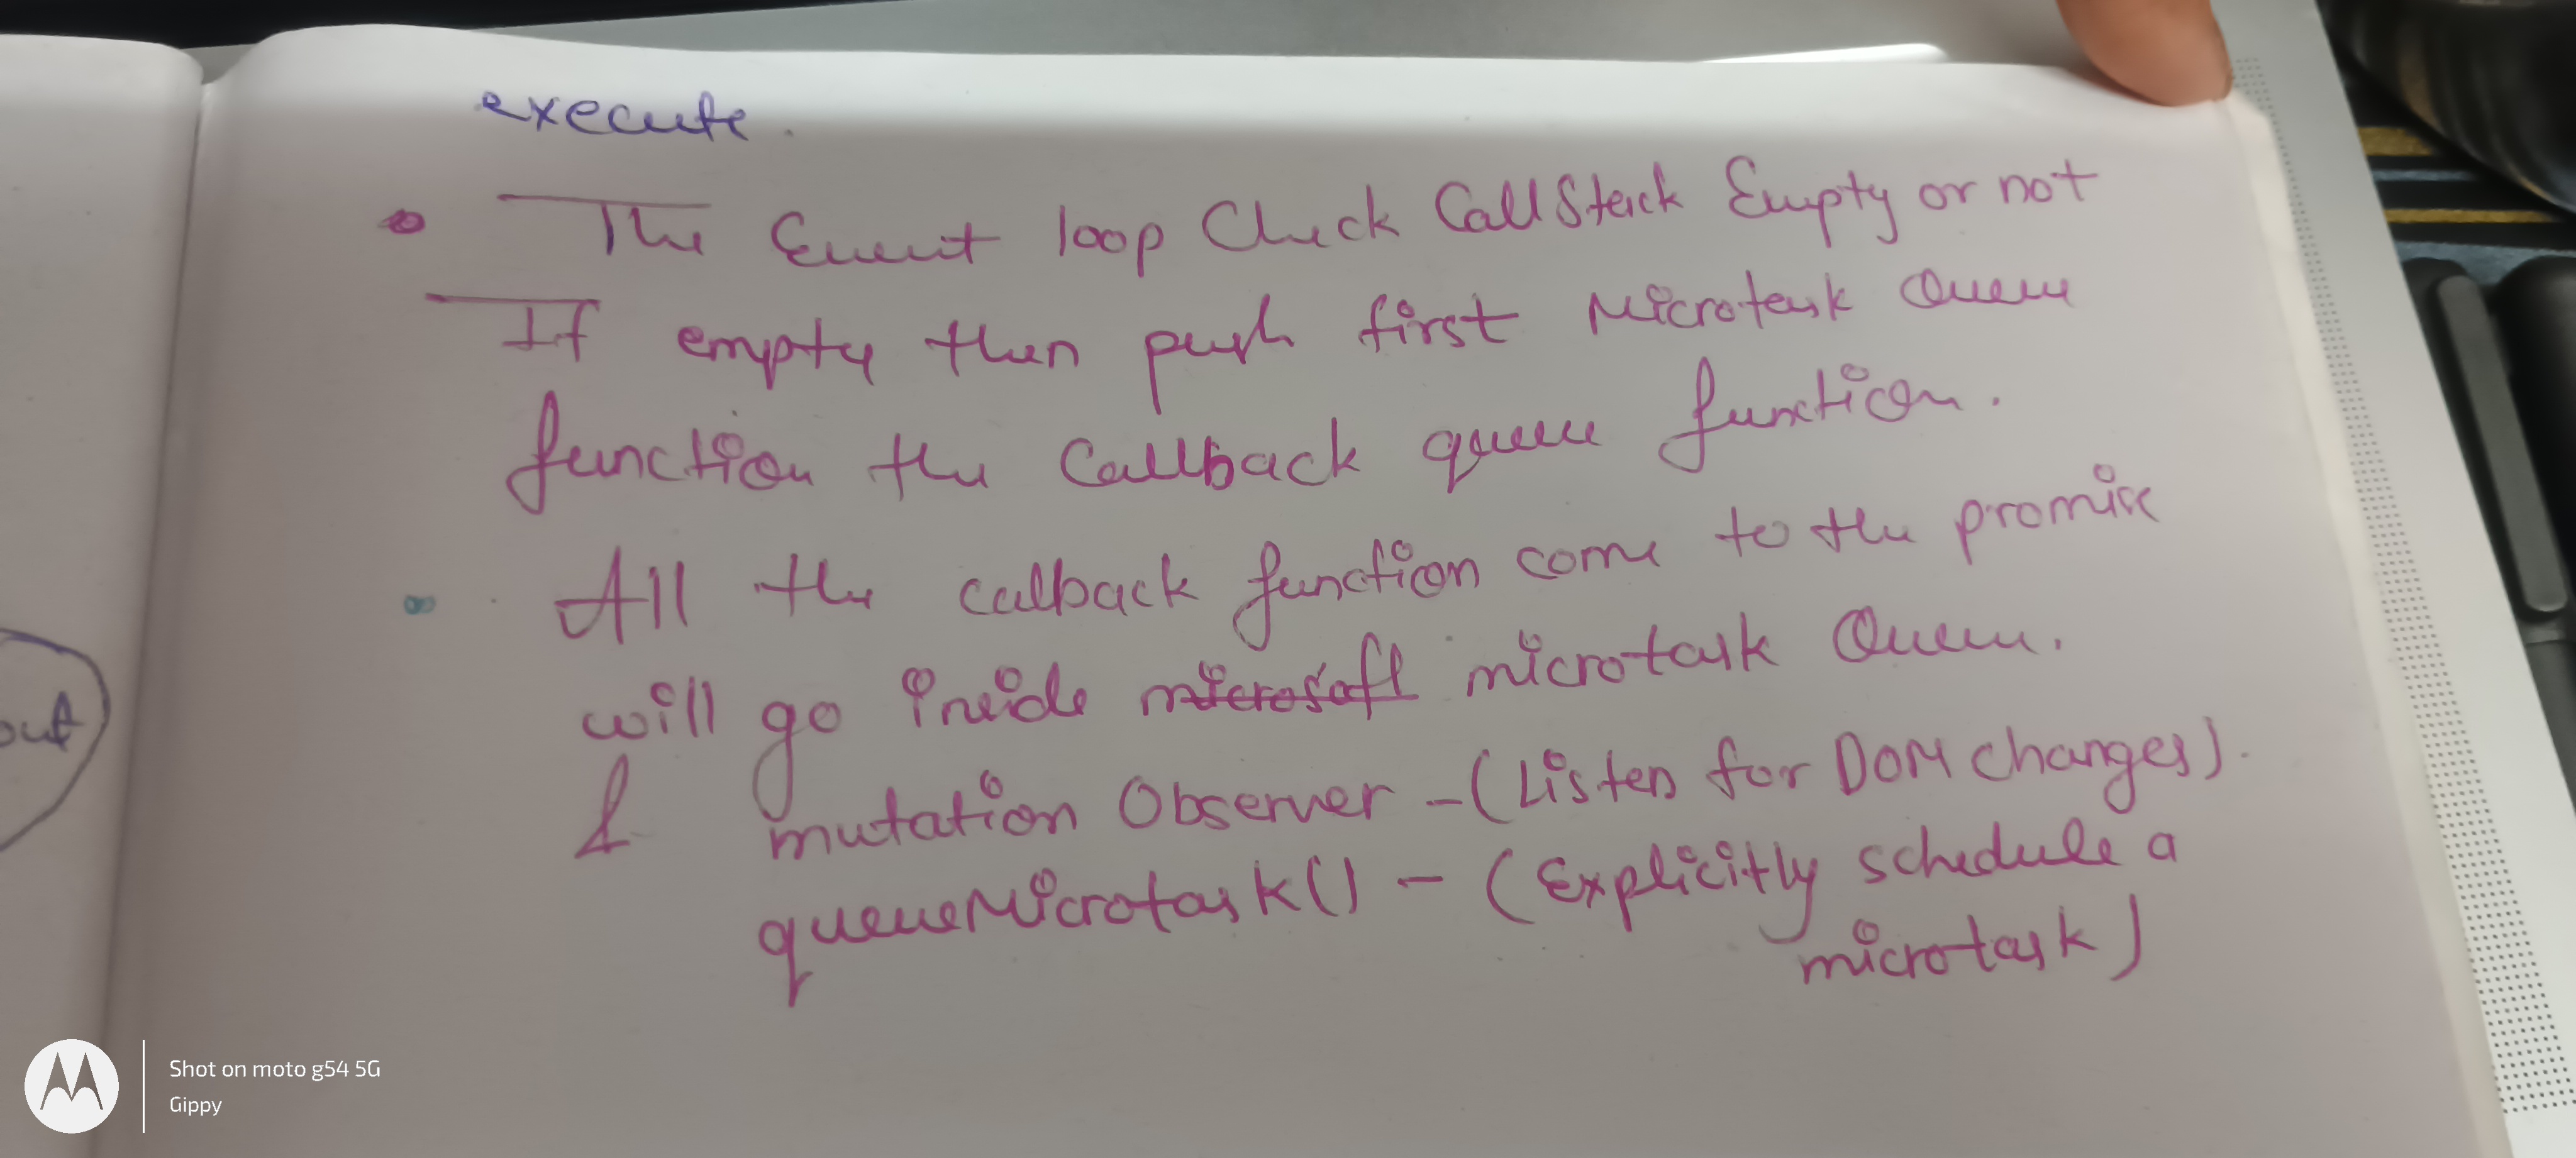 execute.
The Event loop Check Call Stack Empty or not
If empty then push first Microtask Queue
function the Callback queue function.
All the callback function come to the promise
will go inside microsoft microtask Queue.
& mutation Observer - (Listen for DOM changes).
queueMicrotask() - (Explicitly schedule a
microtask)
out
Shot on moto g54 5G
Gippy